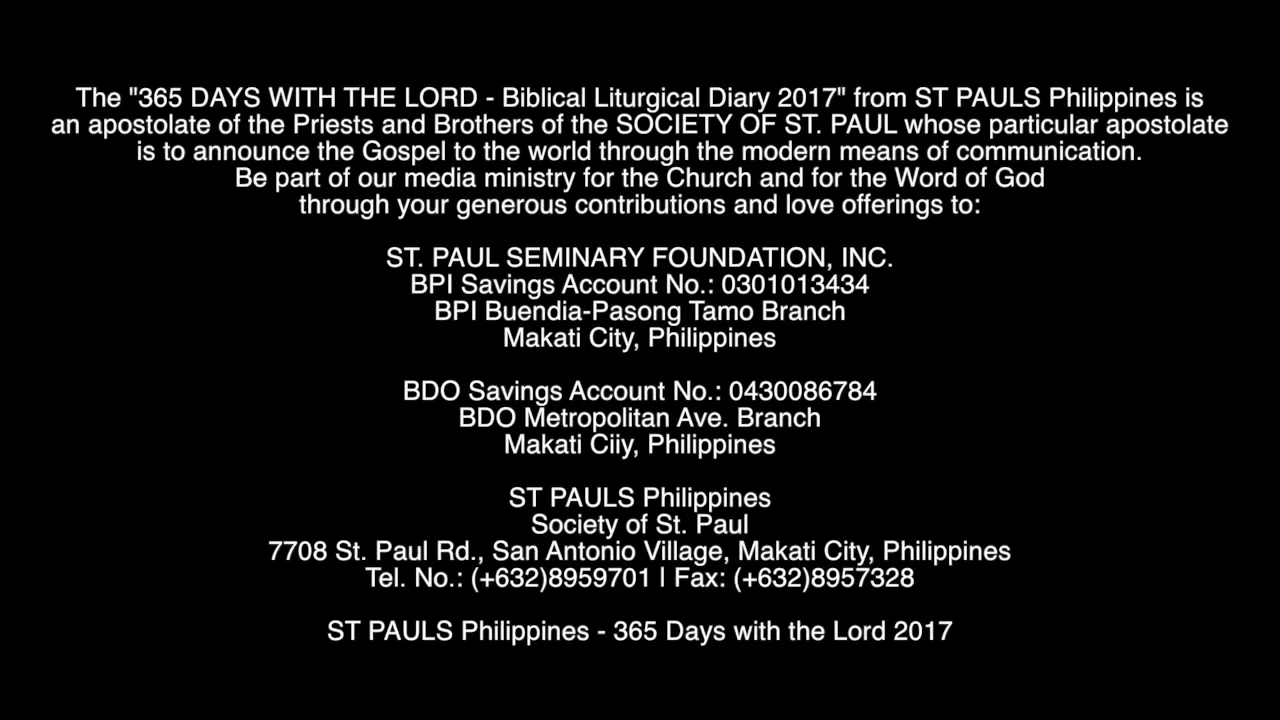 The "365 DAYS WITH THE LORD - Biblical Liturgical Diary 2017" from ST PAULS Philippines is
an apostolate of the Priests and Brothers of the SOCIETY OF ST. PAUL whose particular apostolate
is to announce the Gospel to the world through the modern means of communication.
Be part of our media ministry for the Church and for the Word of God
through your generous contributions and love offerings to:
ST. PAUL SEMINARY FOUNDATION, INC.
BPI Savings Account No.: 0301013434
BPI Buendia-Pasong Tamo Branch
Makati City, Philippines
BDO Savings Account No.: 0430086784
BDO Metropolitan Ave. Branch
Makati Ciiy, Philippines
ST PAULS Philippines
Society of St. Paul
7708 St. Paul Rd., San Antonio Village, Makati City, Philippines
Tel. No.: (+632)8959701 | Fax: (+632)8957328
ST PAULS Philippines - 365 Days with the Lord 2017